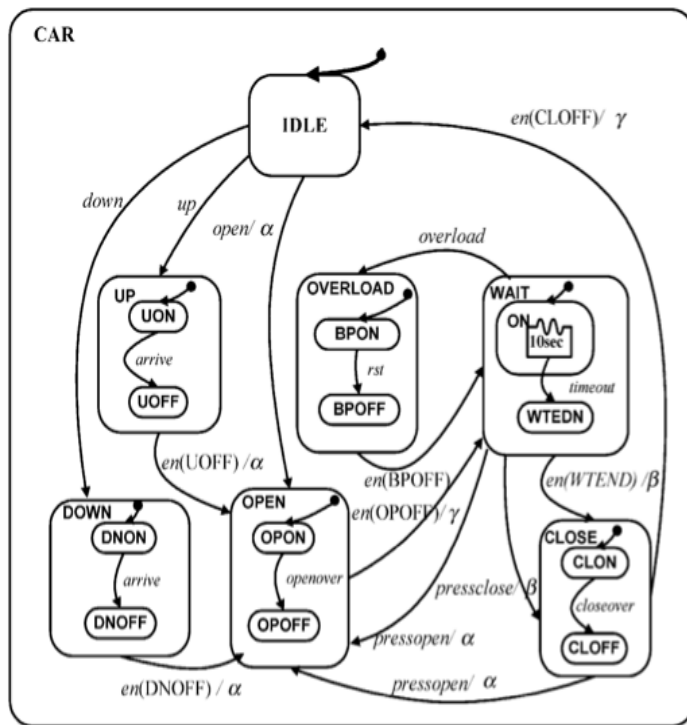 CAR
IDLE
en(CLOFF)/ γ
down
up
open/ α
overload
UP
UON
arrive
UOFF
OVERLOAD
BPON
rst
BPOFF
WAIT
ON
10sec
timeout
WTEDN
en(UOFF) /α
en(BPOFF)
en(WTEND) /β
DOWN
DNON
arrive
DNOFF
OPEN
OPON
openover
OPOFF
en(OPOFF)/ γ
CLOSE
CLON
closeover
CLOFF
pressclose/ β
pressopen/ α
en(DNOFF) / α
pressopen/ α